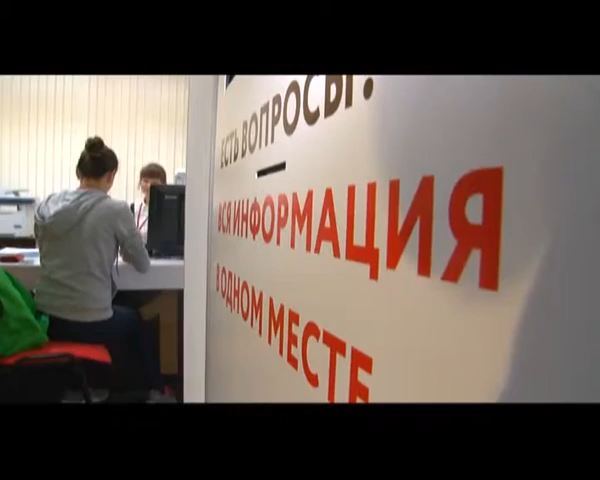 ЕСТЬ ВОПРОСЫ?
—
ВСЯ ИНФОРМАЦИЯ
В ОДНОМ МЕСТЕ